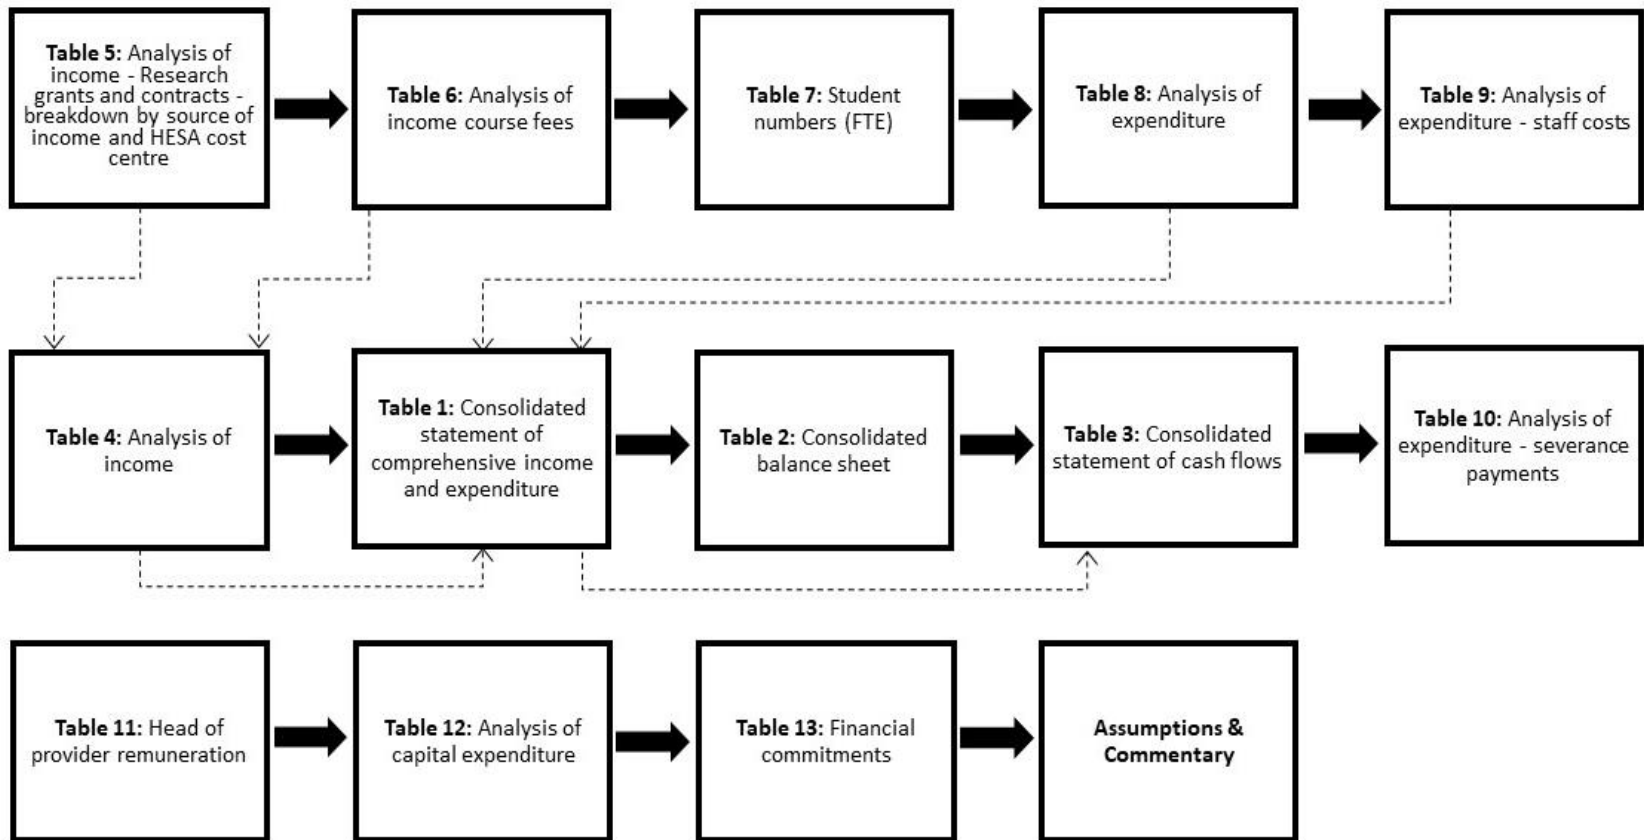 Table 5: Analysis of
income - Research
grants and contracts -
breakdown by source of
income and HESA cost
centre
Table 6: Analysis of
income course fees
Table 7: Student
numbers (FTE)
Table 8: Analysis of
expenditure
Table 9: Analysis of
expenditure - staff costs
Table 4: Analysis of
income
Table 1: Consolidated
statement of
comprehensive income
and expenditure
Table 2: Consolidated
balance sheet
Table 3: Consolidated
statement of cash flows
Table 10: Analysis of
expenditure - severance
payments
Table 11: Head of
provider remuneration
Table 12: Analysis of
capital expenditure
Table 13: Financial
commitments
Assumptions &
Commentary